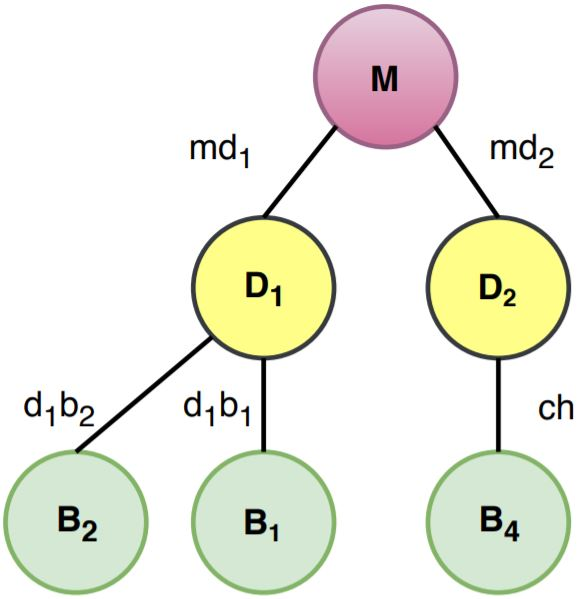 M
md₁
md₂
D₁
D₂
d₁b₂
d₁b₁
ch
B₂
B₁
B₄